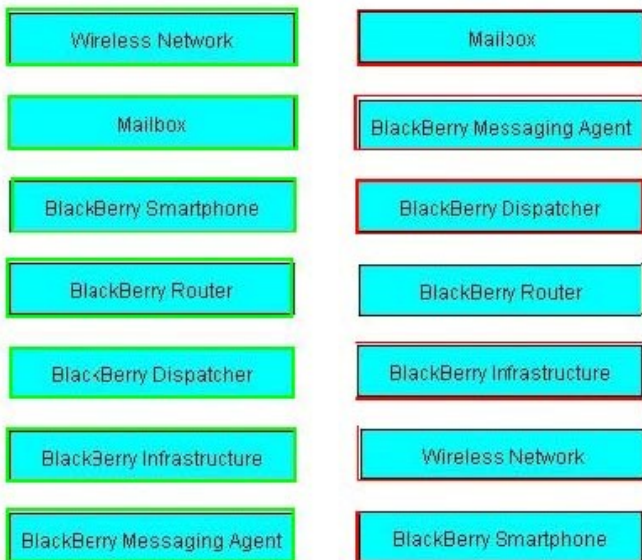 Wireless Network
Mailbox
BlackBerry Smartphone
BlackBerry Router
BlackBerry Dispatcher
BlackBerry Infrastructure
BlackBerry Messaging Agent
Mailbox
BlackBerry Messaging Agent
BlackBerry Dispatcher
BlackBerry Router
BlackBerry Infrastructure
Wireless Network
BlackBerry Smartphone